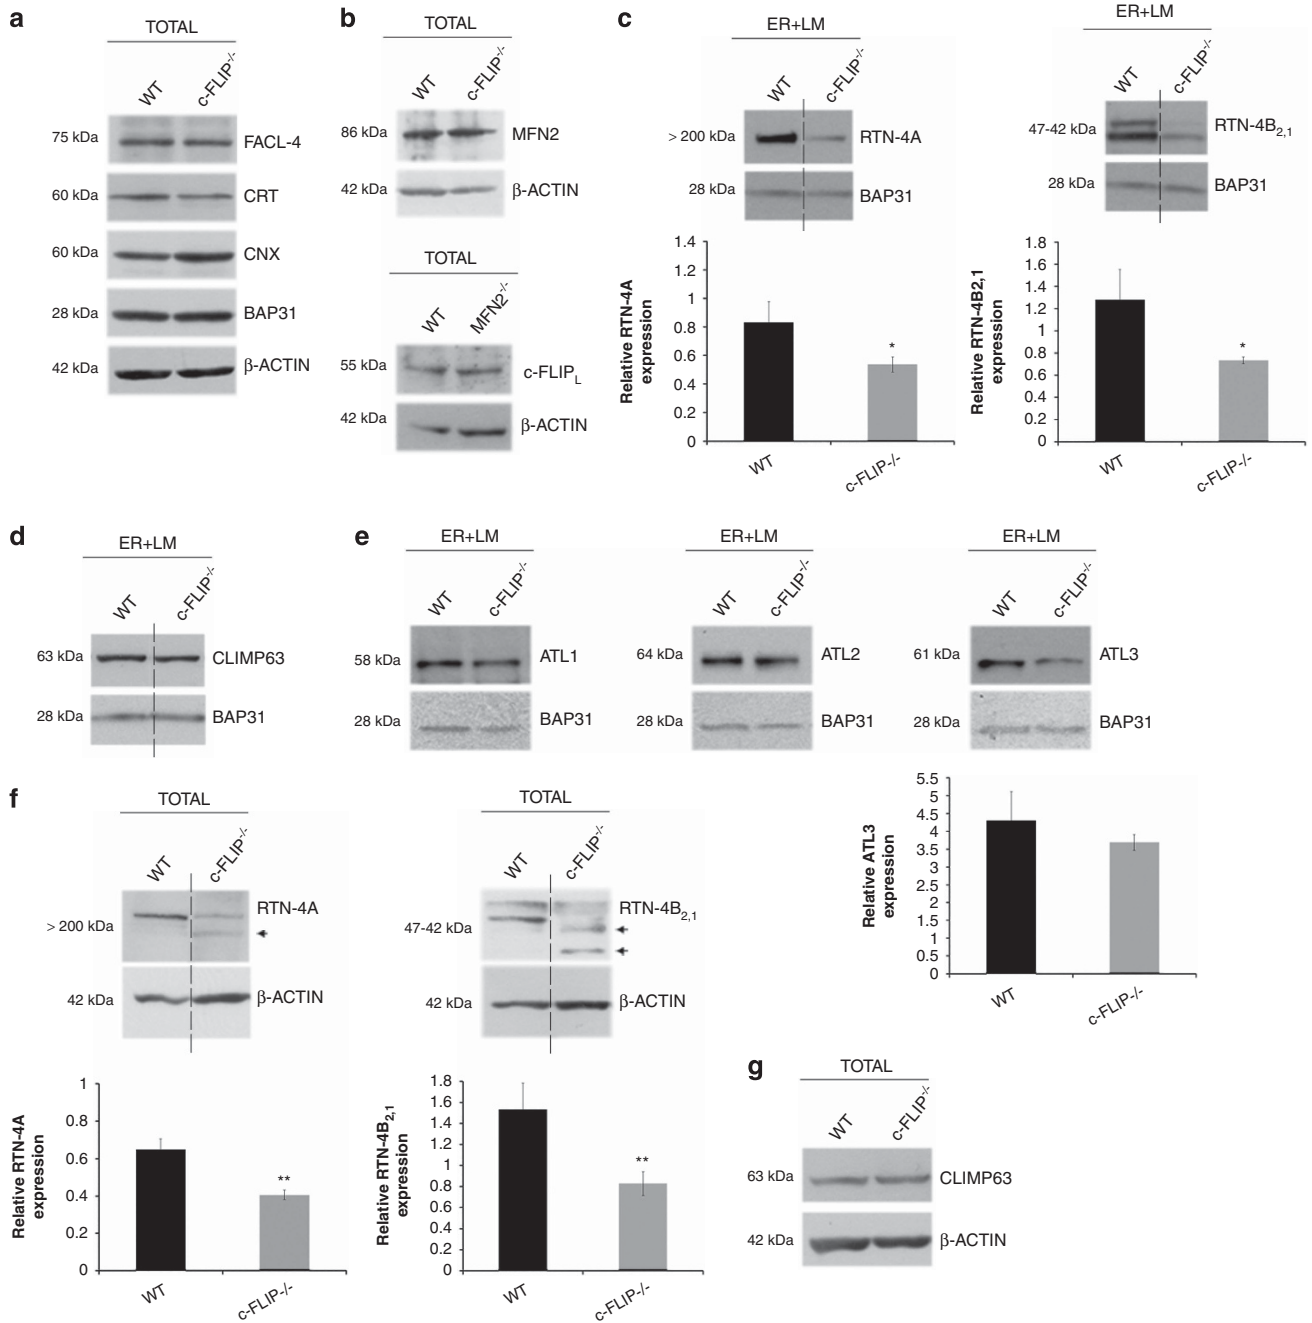 a
TOTAL
WT
c-FLIP-/-
75 kDa
FACL-4
60 kDa
CRT
60 kDa
CNX
28 kDa
BAP31
42 kDa
β-ACTIN
b
TOTAL
WT
c-FLIP-/-
86 kDa
MFN2
42 kDa
β-ACTIN
TOTAL
WT
MFN2-/-
55 kDa
c-FLIPL
42 kDa
β-ACTIN
c
ER+LM
WT
c-FLIP-/-
> 200 kDa
RTN-4A
28 kDa
BAP31
Relative RTN-4A
expression
1.4
1.2
1
0.8
0.6
0.4
0.2
0
*
WT
c-FLIP-/-
ER+LM
WT
c-FLIP-/-
47-42 kDa
RTN-4B2,1
28 kDa
BAP31
Relative RTN-4B2,1
expression
1.8
1.6
1.4
1.2
1
0.8
0.6
0.4
0.2
0
*
WT
c-FLIP-/-
d
ER+LM
WT
c-FLIP-/-
63 kDa
CLIMP63
28 kDa
BAP31
e
ER+LM
WT
c-FLIP-/-
58 kDa
ATL1
28 kDa
BAP31
ER+LM
WT
c-FLIP-/-
64 kDa
ATL2
28 kDa
BAP31
ER+LM
WT
c-FLIP-/-
61 kDa
ATL3
28 kDa
BAP31
Relative ATL3
expression
5.5
5
4.5
4
3.5
3
2.5
2
1.5
1
0.5
0
WT
c-FLIP-/-
f
TOTAL
WT
c-FLIP-/-
> 200 kDa
RTN-4A
42 kDa
β-ACTIN
Relative RTN-4A
expression
1
0.8
0.6
0.4
0.2
0
**
WT
c-FLIP-/-
TOTAL
WT
c-FLIP-/-
47-42 kDa
RTN-4B2,1
42 kDa
β-ACTIN
Relative RTN-4B2,1
expression
1.8
1.6
1.4
1.2
1
0.8
0.6
0.4
0.2
0
**
WT
c-FLIP-/-
g
TOTAL
WT
c-FLIP-/-
63 kDa
CLIMP63
42 kDa
β-ACTIN